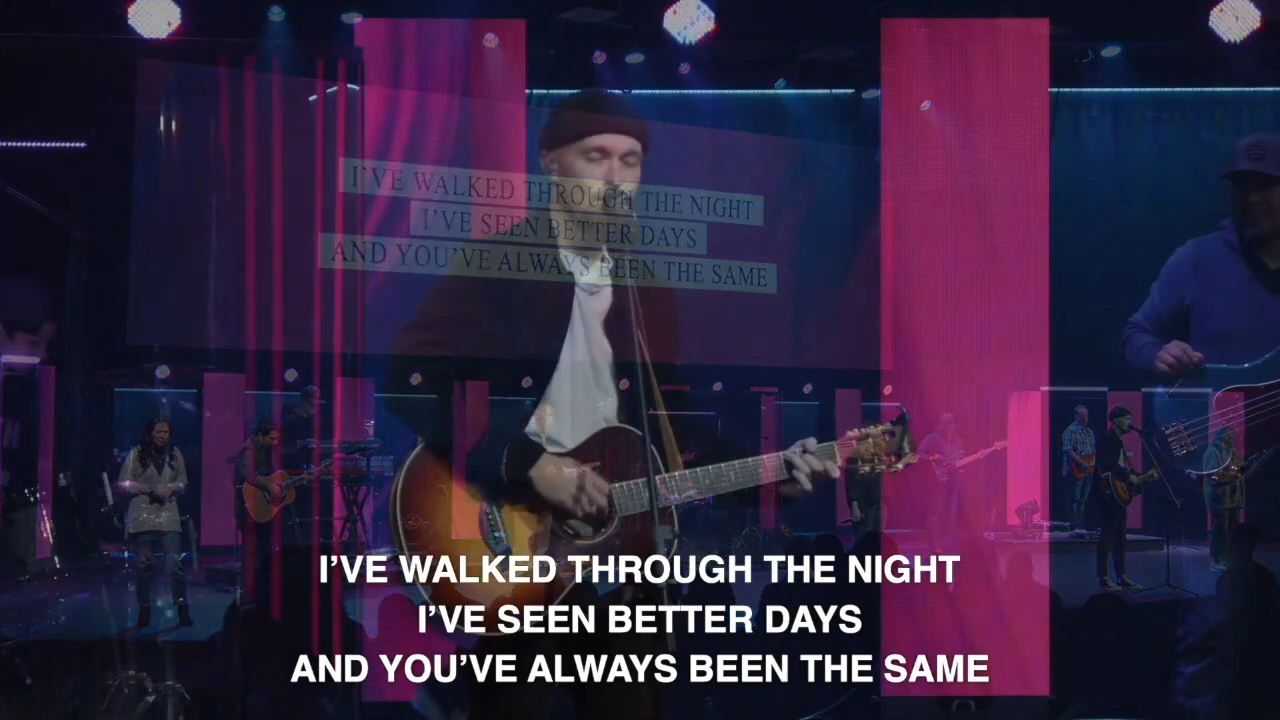 I'VE WALKED THROUGH THE NIGHT
I'VE SEEN BETTER DAYS
AND YOU'VE ALWAYS BEEN THE SAME
I'VE WALKED THROUGH THE NIGHT
I'VE SEEN BETTER DAYS
AND YOU'VE ALWAYS BEEN THE SAME